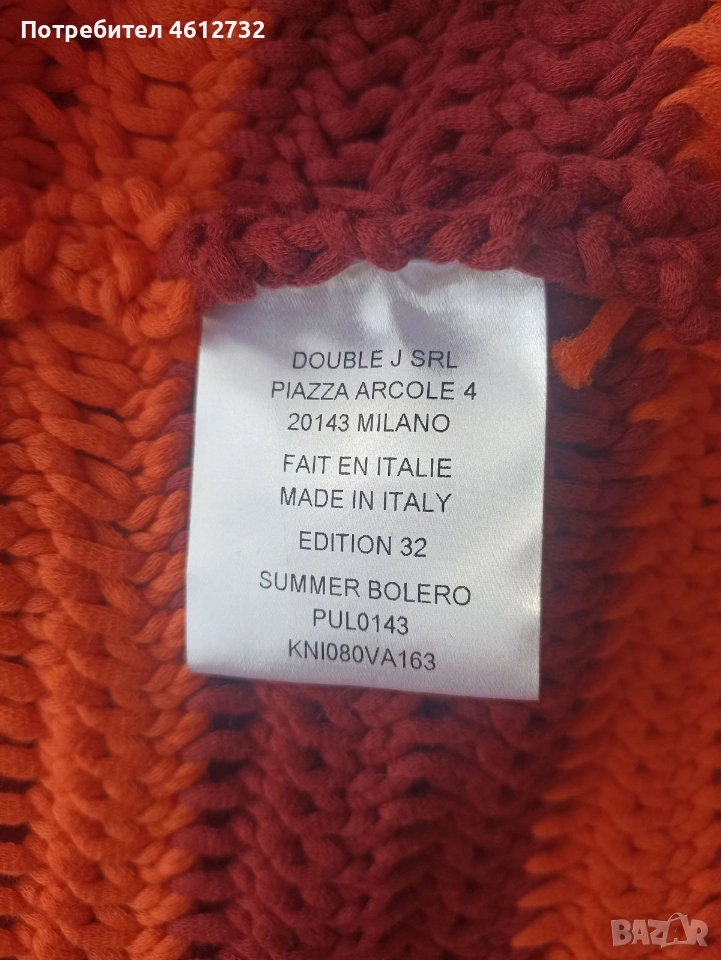 Потребител 4612732
DOUBLE J SRL
PIAZZA ARCOLE 4
20143 MILANO
FAIT EN ITALIE
MADE IN ITALY
EDITION 32
SUMMER BOLERO
PUL0143
KNI080VA163
BAZAR